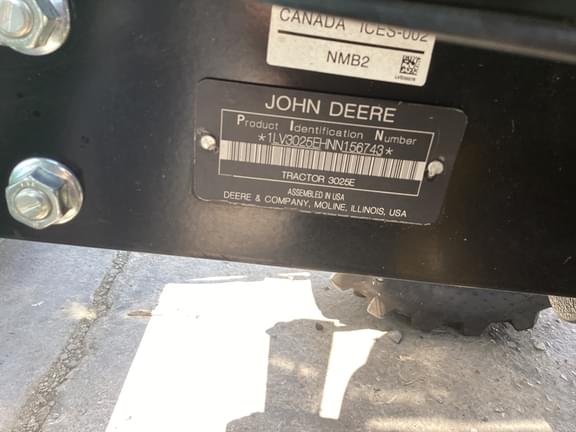 CANADA ICES-002
NMB2
JOHN DEERE
Product Identification Number
*1LV3025EHNN156743*
TRACTOR 3025E
ASSEMBLED IN USA
DEERE & COMPANY, MOLINE, ILLINOIS, USA